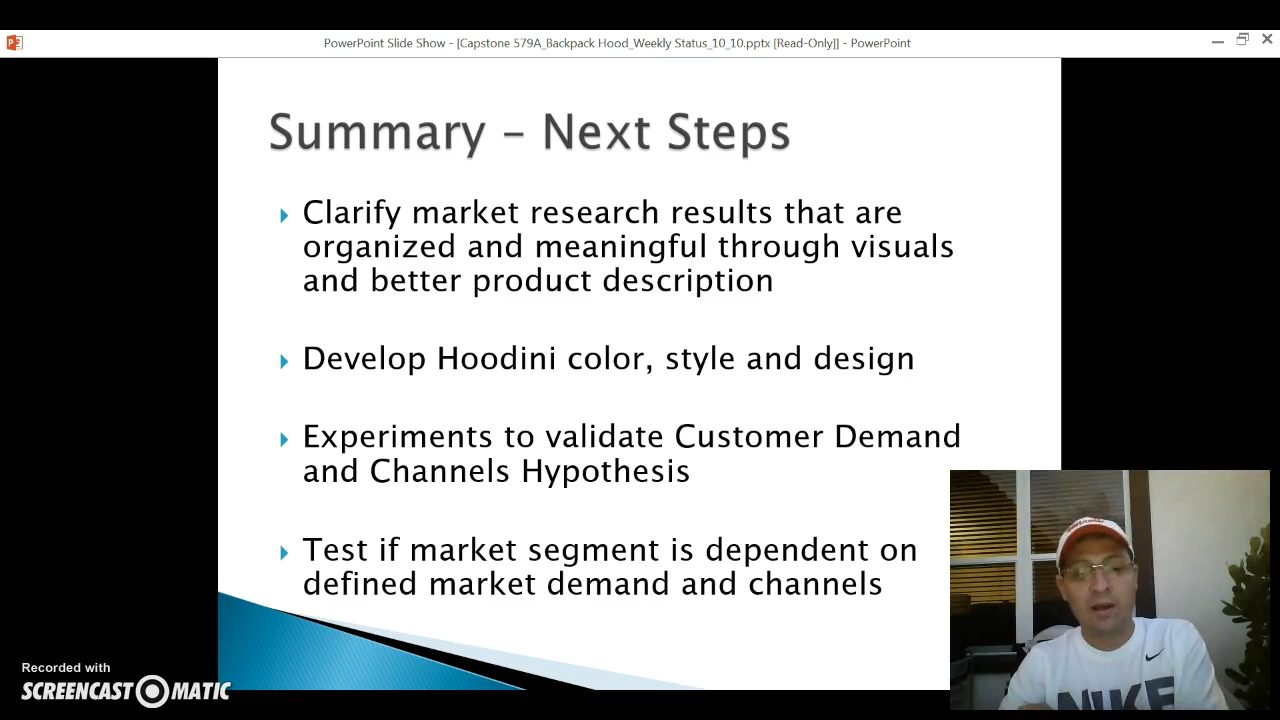 PowerPoint Slide Show - [Capstone 579A_Backpack Hood_Weekly Status_10_10.pptx [Read-Only]] - PowerPoint
Summary – Next Steps
Clarify market research results that are
organized and meaningful through visuals
and better product description
Develop Hoodini color, style and design
Experiments to validate Customer Demand
and Channels Hypothesis
Test if market segment is dependent on
defined market demand and channels
Recorded with
SCREENCAST-O-MATIC
NIKE